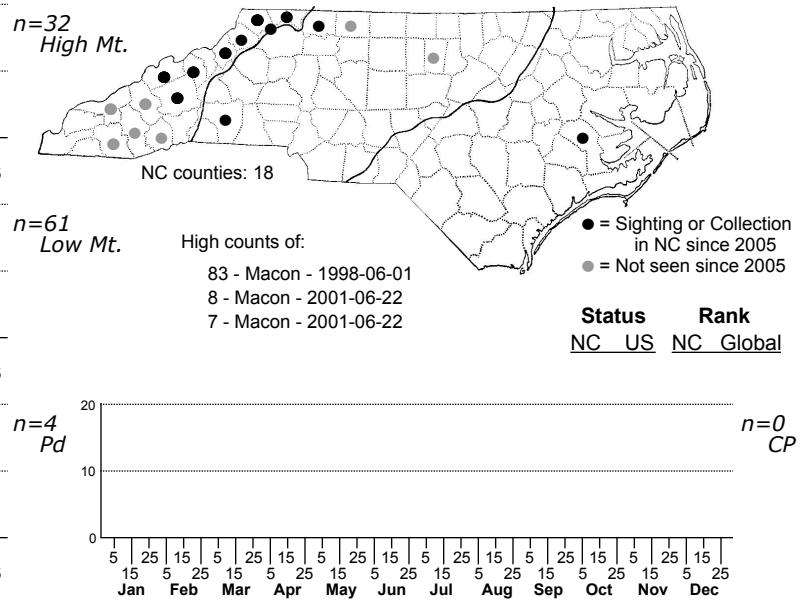 n=32
High Mt.
NC counties: 18
n=61
Low Mt.
High counts of:
83 - Macon - 1998-06-01
8 - Macon - 2001-06-22
7 - Macon - 2001-06-22
= Sighting or Collection
in NC since 2005
= Not seen since 2005
Status Rank
NC US NC Global
n=4
Pd
n=0
CP
20
10
0
5 25 15 5 25 15 5 25 15 5 25 15 5 25 15 5 25 15
15 5 25 15 5 25 15 5 25 15 5 25 15 5 25 15 5 25
Jan Feb Mar Apr May Jun Jul Aug Sep Oct Nov Dec